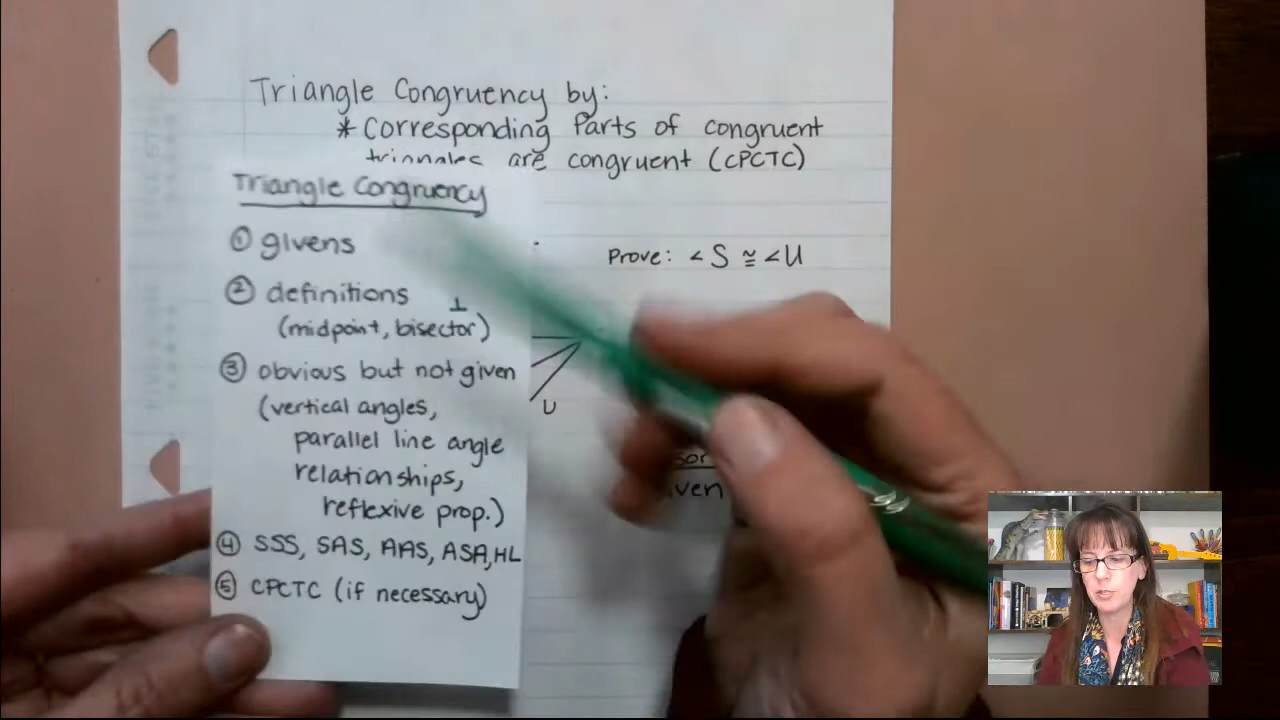 Triangle Congruency by:
* Corresponding Parts of congruent
triangles are congruent (CPCTC)
Triangle Congruency
① givens
② definitions ⊥
(midpoint, bisector)
③ obvious but not given
(vertical angles,
parallel line angle
relationships,
reflexive prop.)
④ SSS, SAS, AAS, ASA, HL
⑤ CPCTC (if necessary)
Prove: ∠S ≅ ∠U
U